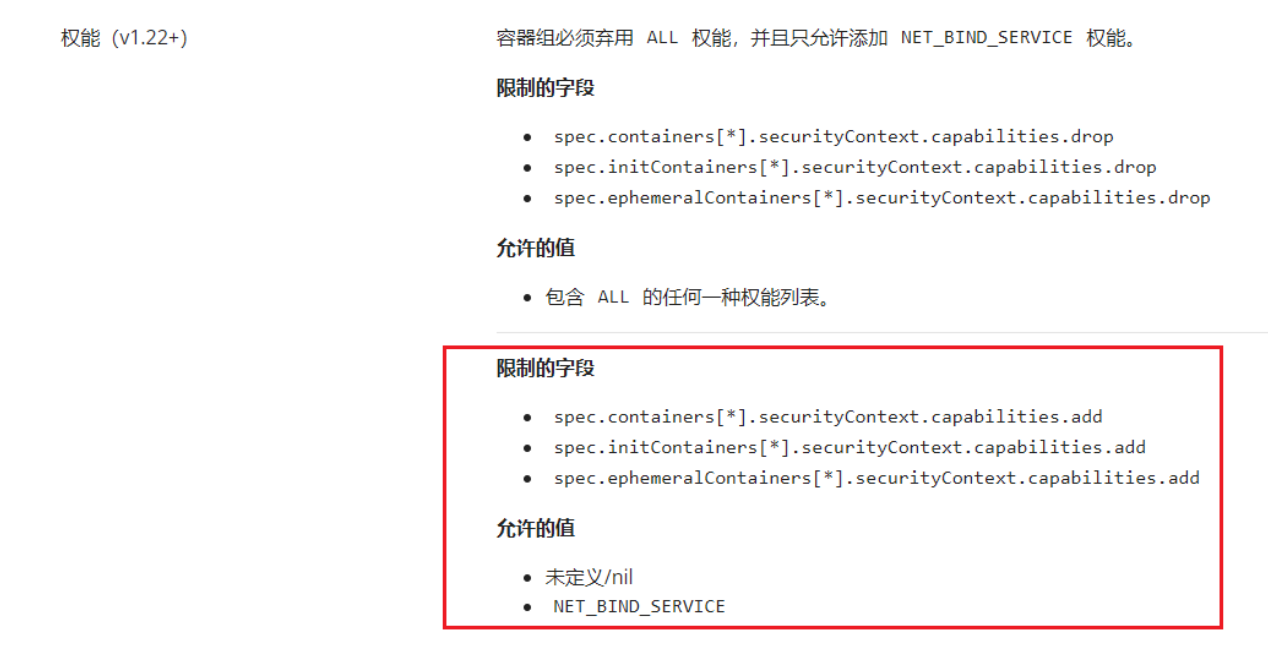 权能（v1.22+）
容器组必须弃用 ALL 权能，并且只允许添加 NET_BIND_SERVICE 权能。
限制的字段
• spec.containers[*].securityContext.capabilities.drop
• spec.initContainers[*].securityContext.capabilities.drop
• spec.ephemeralContainers[*].securityContext.capabilities.drop
允许的值
• 包含 ALL 的任何一种权能列表。
限制的字段
• spec.containers[*].securityContext.capabilities.add
• spec.initContainers[*].securityContext.capabilities.add
• spec.ephemeralContainers[*].securityContext.capabilities.add
允许的值
• 未定义/nil
• NET_BIND_SERVICE